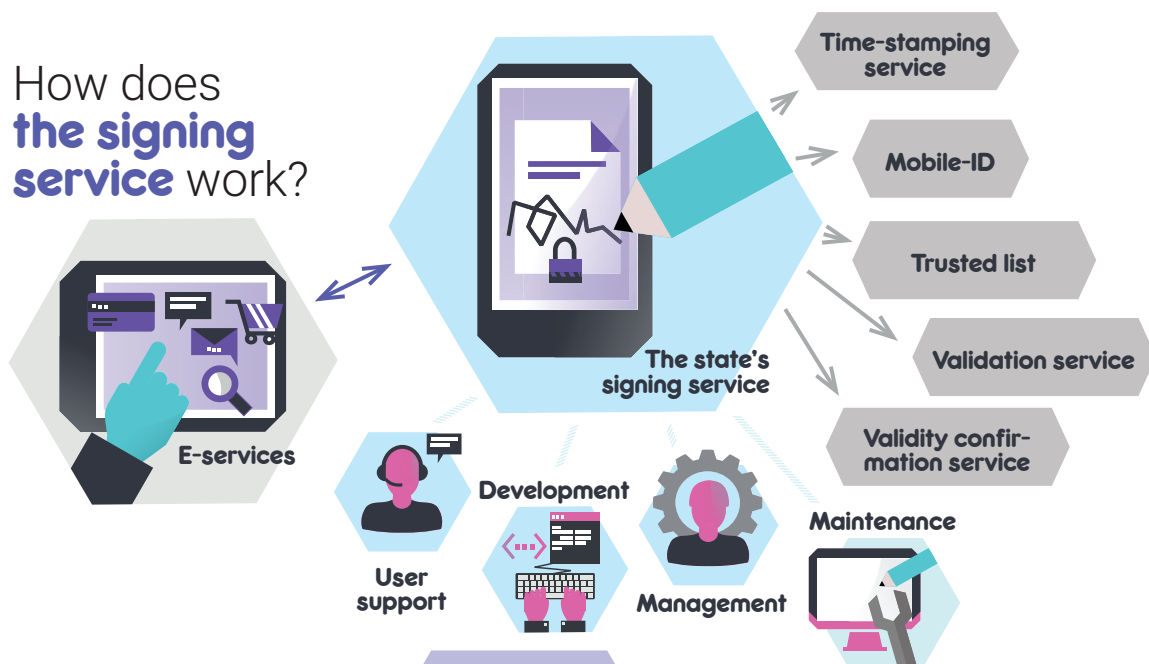 How does
the signing
service work?
E-services
The state's
signing service
Time-stamping
service
Mobile-ID
Trusted list
Validation service
Validity confir-
mation service
User
support
Development
Management
Maintenance